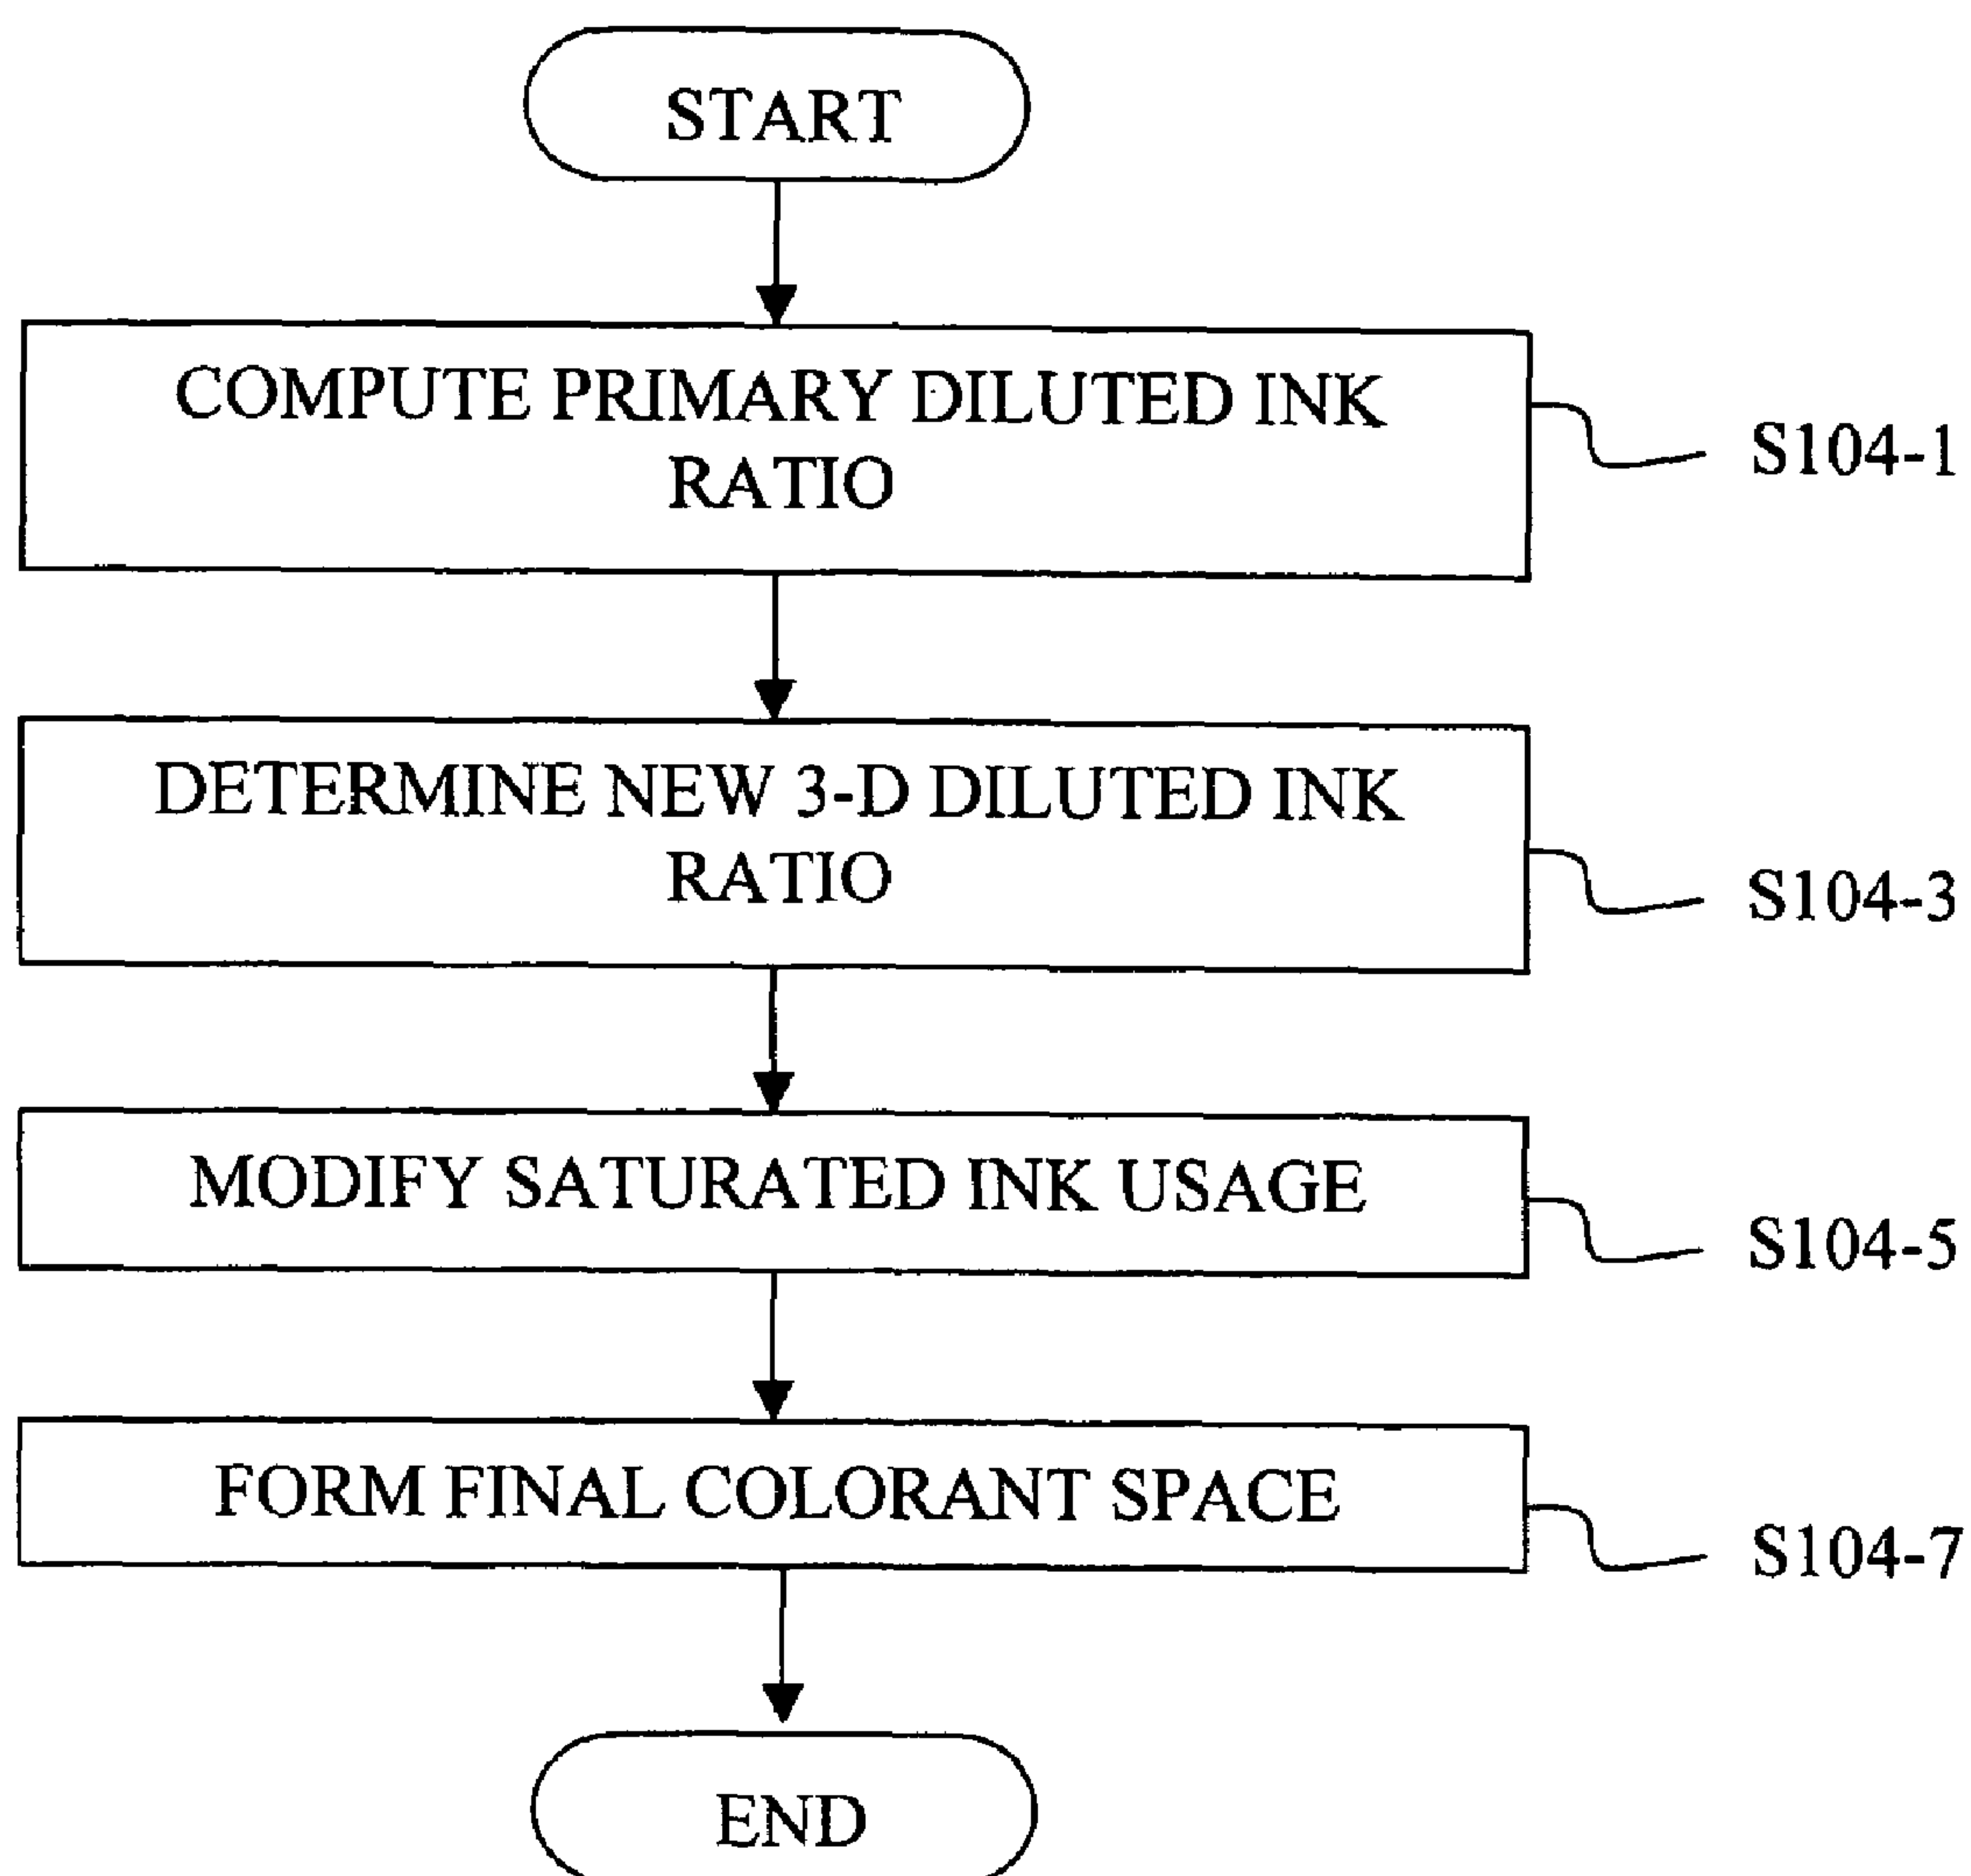 START
COMPUTE PRIMARY DILUTED INK
RATIO
S104-1
DETERMINE NEW 3-D DILUTED INK
RATIO
S104-3
MODIFY SATURATED INK USAGE
S104-5
FORM FINAL COLORANT SPACE
S104-7
END